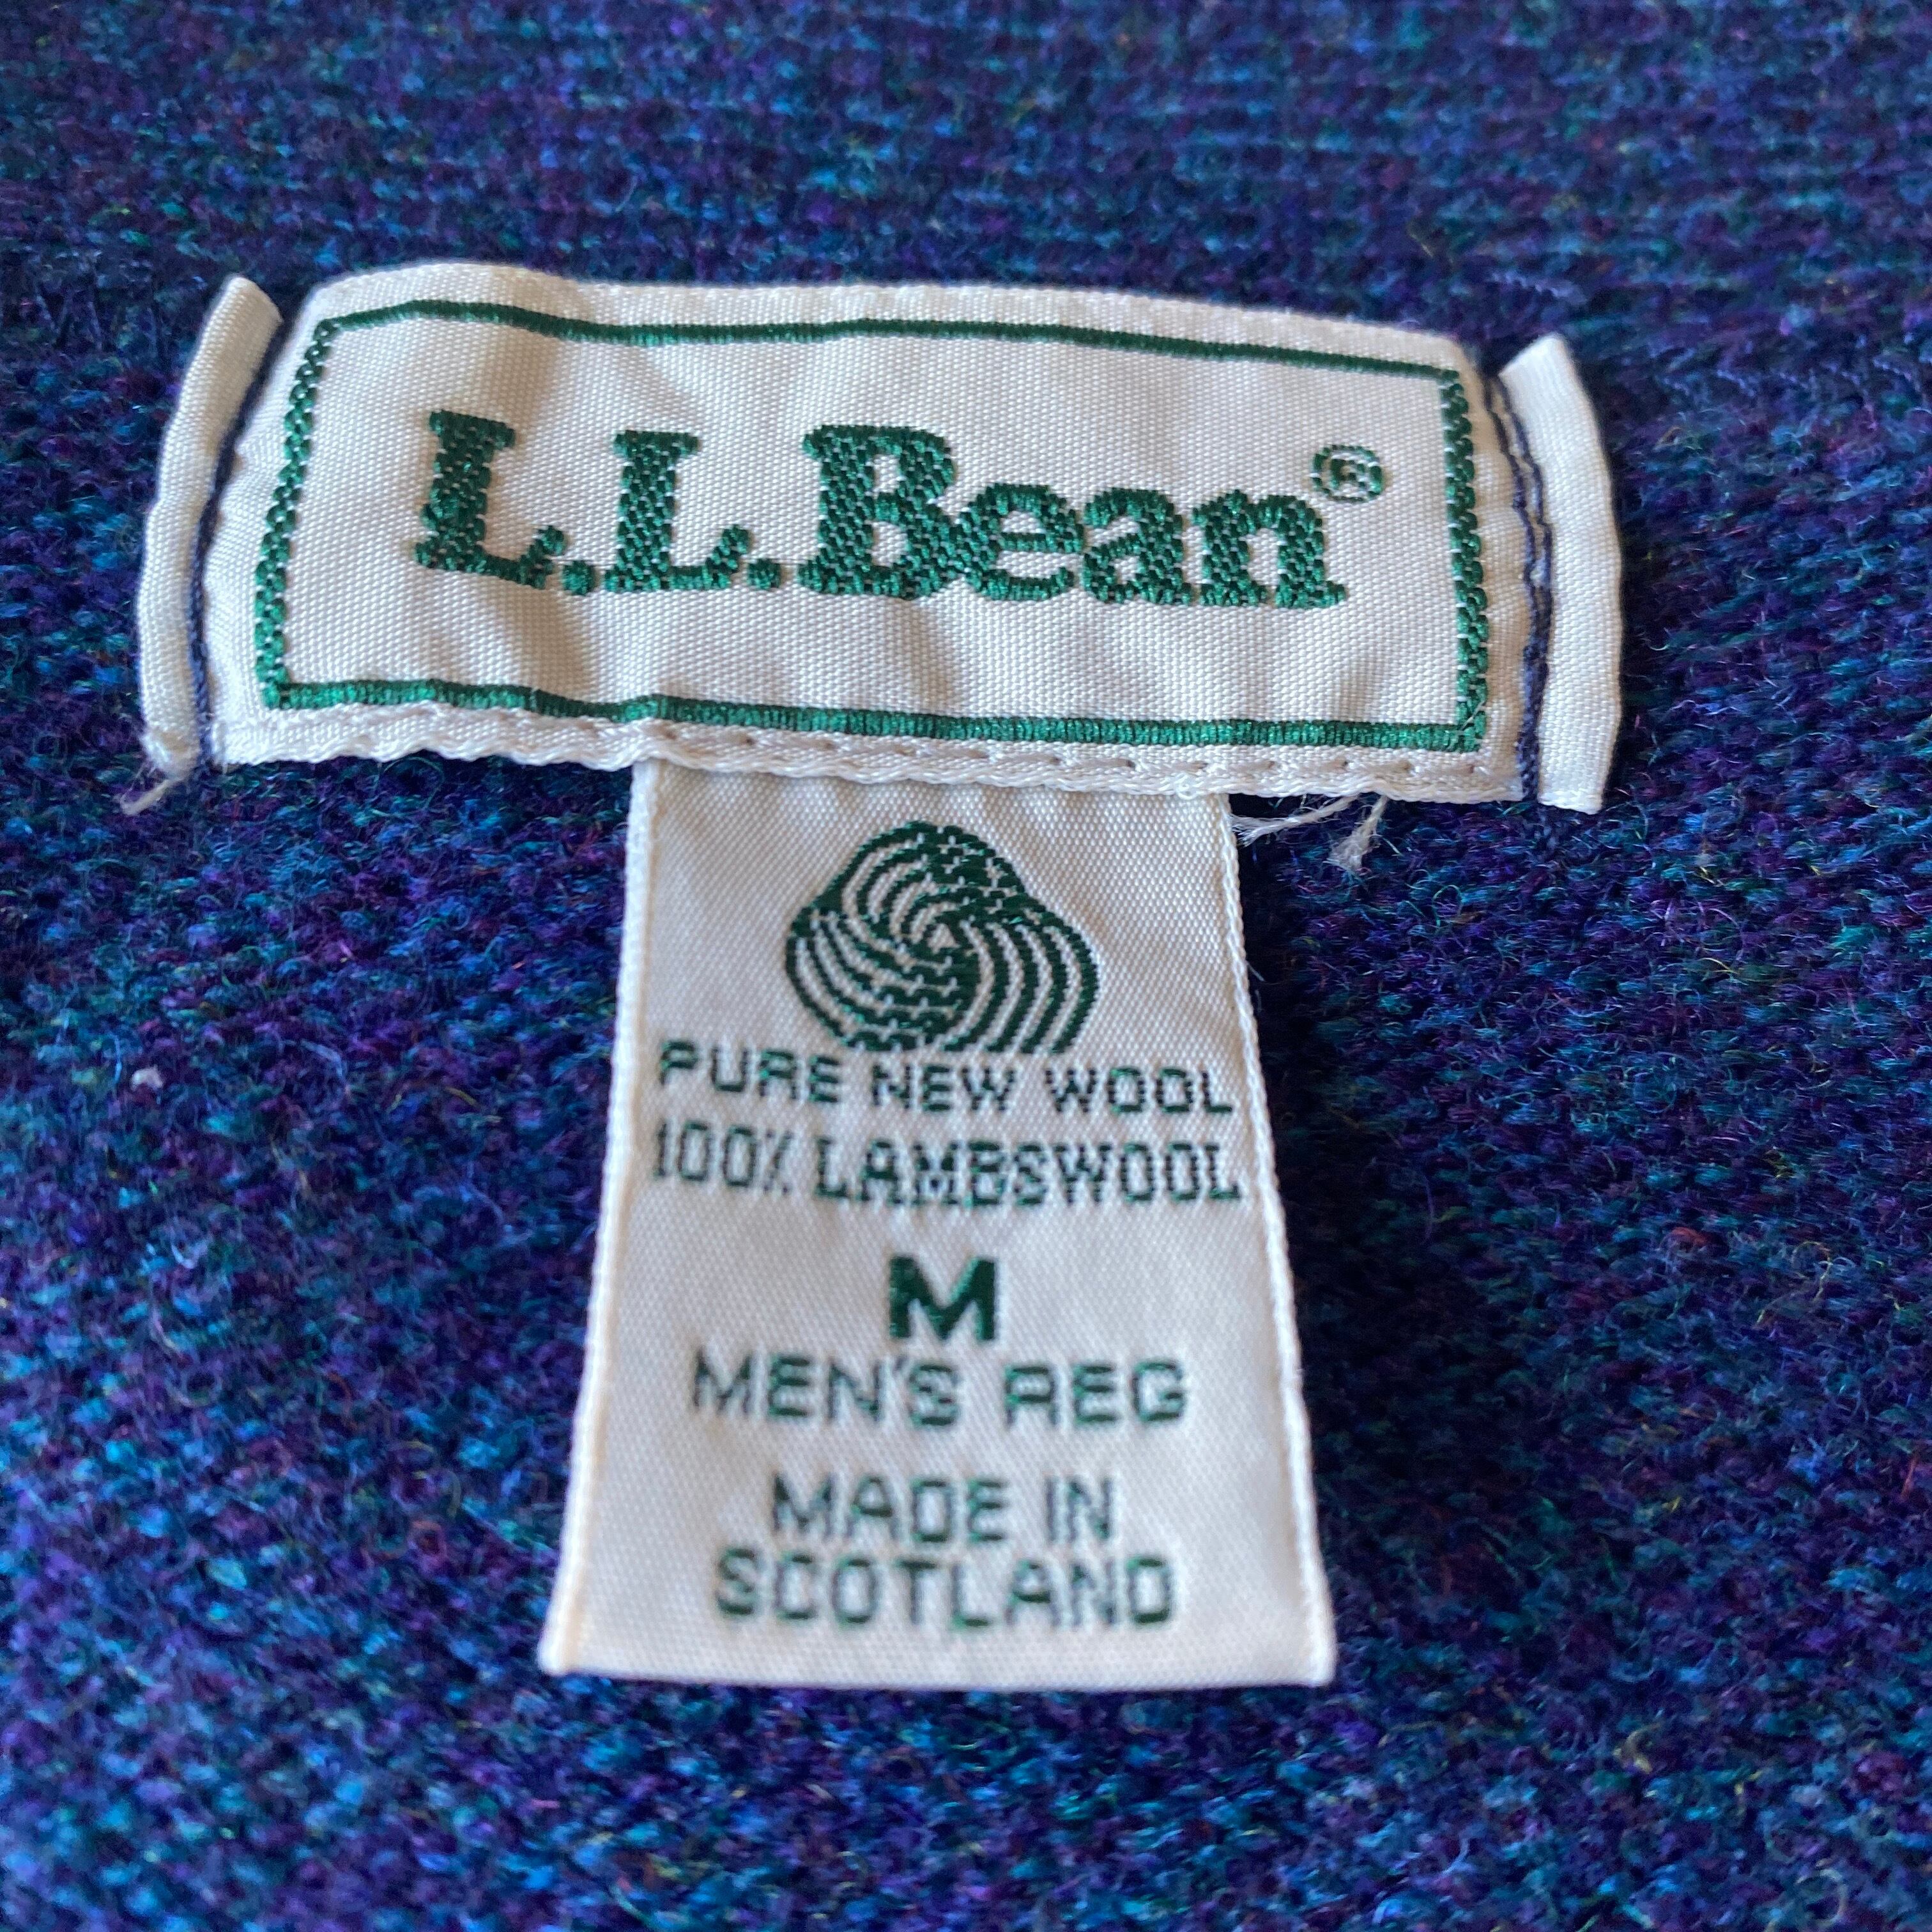 L.L.Bean®
PURE NEW WOOL
100% LAMBSWOOL
M
MEN'S REG
MADE IN
SCOTLAND